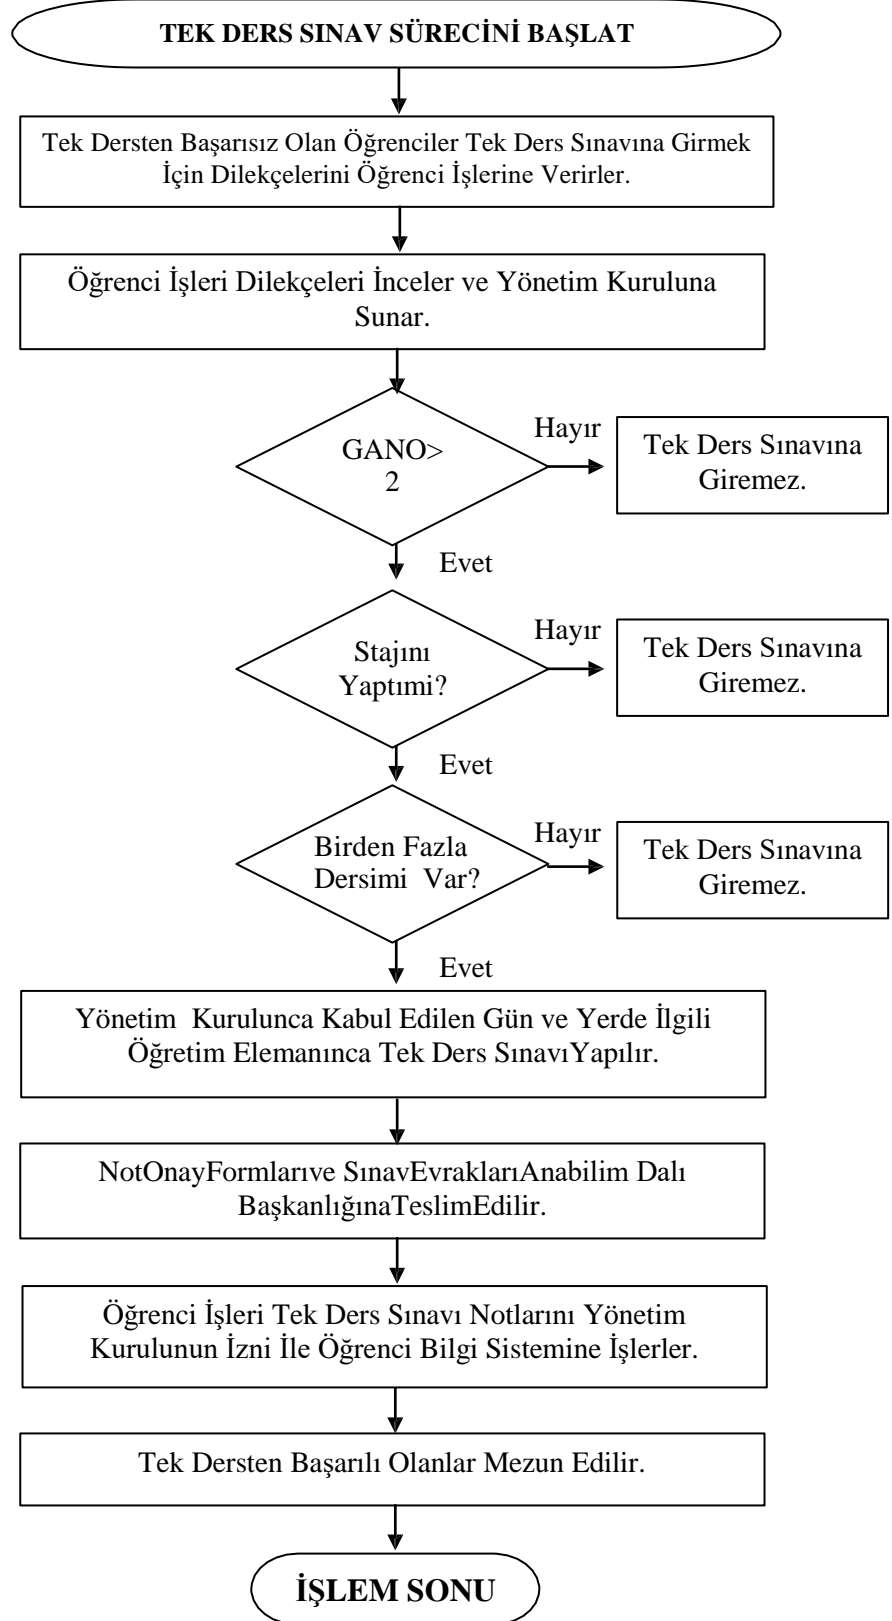 TEK DERS SINAV SÜRECİNİ BAŞLAT
Tek Dersten Başarısız Olan Öğrenciler Tek Ders Sınavına Girmek
İçin Dilekçelerini Öğrenci İşlerine Verirler.
Öğrenci İşleri Dilekçeleri İnceler ve Yönetim Kuruluna
Sunar.
GANO>
2
Hayır
Tek Ders Sınavına
Giremez.
Evet
Stajını
Yaptımi?
Hayır
Tek Ders Sınavına
Giremez.
Evet
Birden Fazla
Dersimi Var?
Hayır
Tek Ders Sınavına
Giremez.
Evet
Yönetim Kurulunca Kabul Edilen Gün ve Yerde İlgili
Öğretim Elemanınca Tek Ders SınavıYapılır.
NotOnayFormlarıve SınavEvraklarıAnabilim Dalı
BaşkanlığınaTeslimEdilir.
Öğrenci İşleri Tek Ders Sınavı Notlarını Yönetim
Kurulunun İzni İle Öğrenci Bilgi Sistemine İşlerler.
Tek Dersten Başarılı Olanlar Mezun Edilir.
İŞLEM SONU